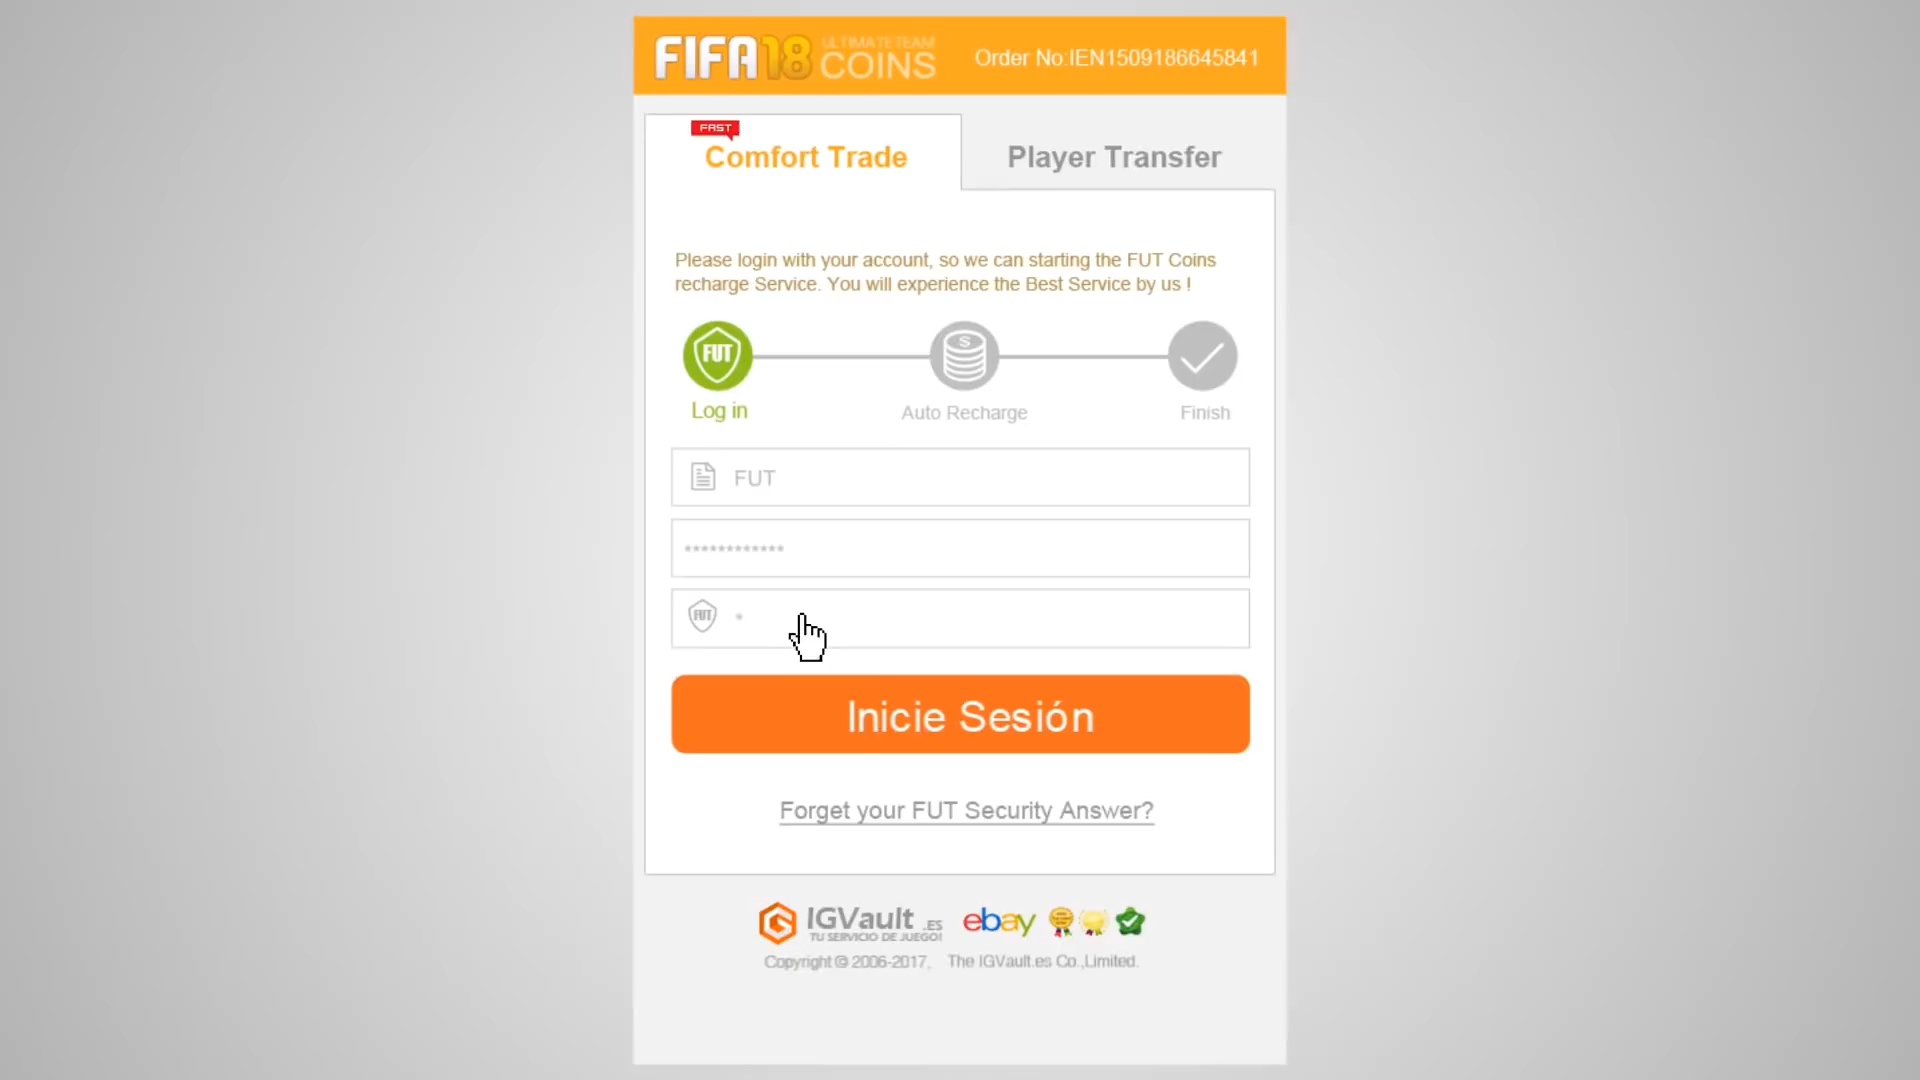 FIFA 18 ULTIMATE TEAM COINS
Order No:IEN1509186645841
FAST
Comfort Trade
Player Transfer
Please login with your account, so we can starting the FUT Coins
recharge Service. You will experience the Best Service by us !
FUT
Log in
Auto Recharge
Finish
FUT
************
FUT *
Inicie Sesión
Forget your FUT Security Answer?
IGVault .ES
TU SERVICIO DE JUEGO!
ebay
Copyright © 2006-2017, The IGVault.es Co.,Limited.